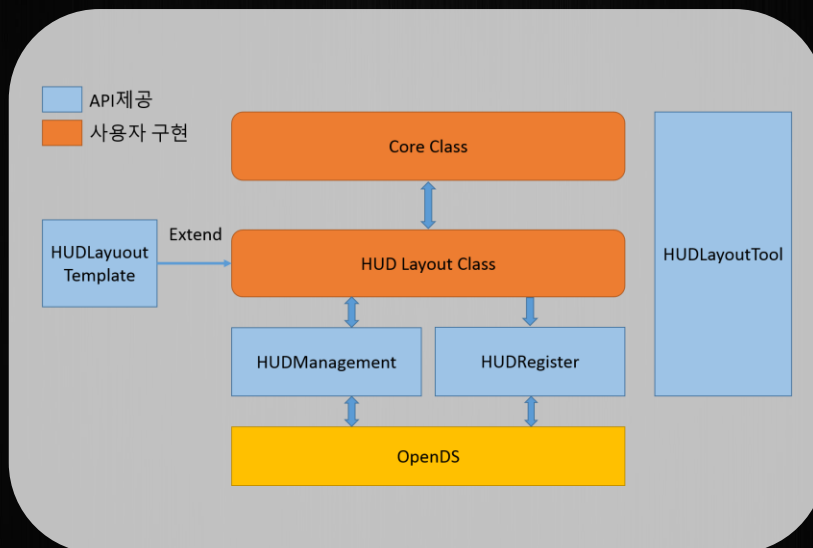 API제공
사용자 구현
Core Class
Extend
HUDLayuout
Template
HUD Layout Class
HUDLayoutTool
HUDManagement
HUDRegister
OpenDS